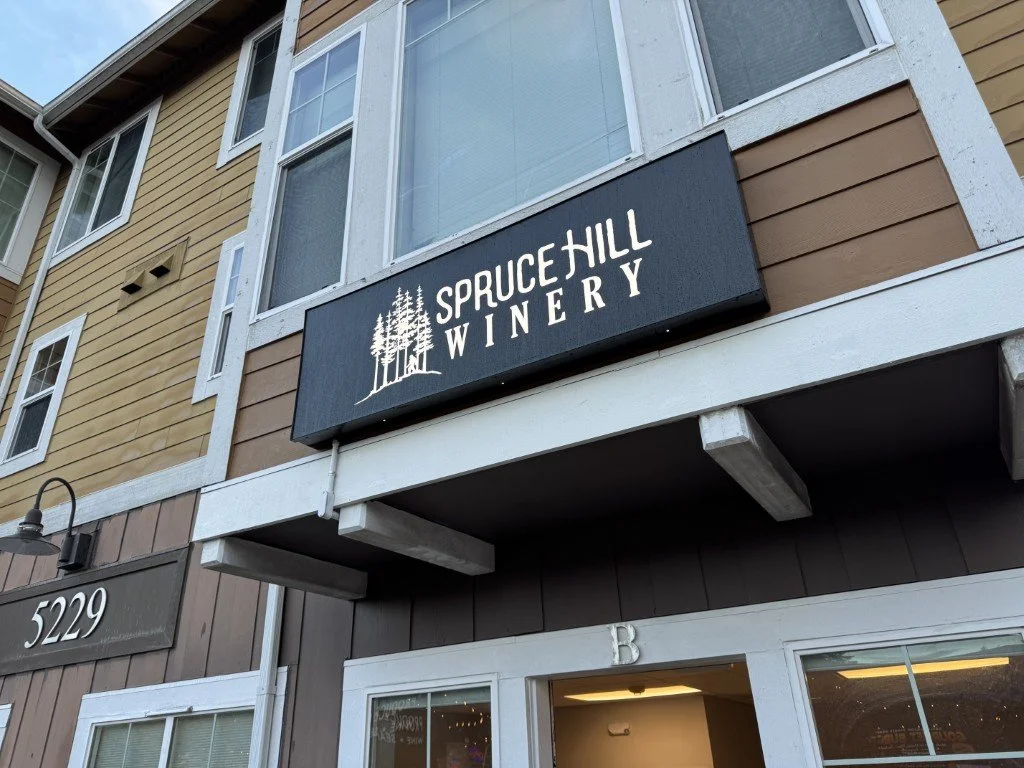 SPRUCE HILL
WINERY
5229
B